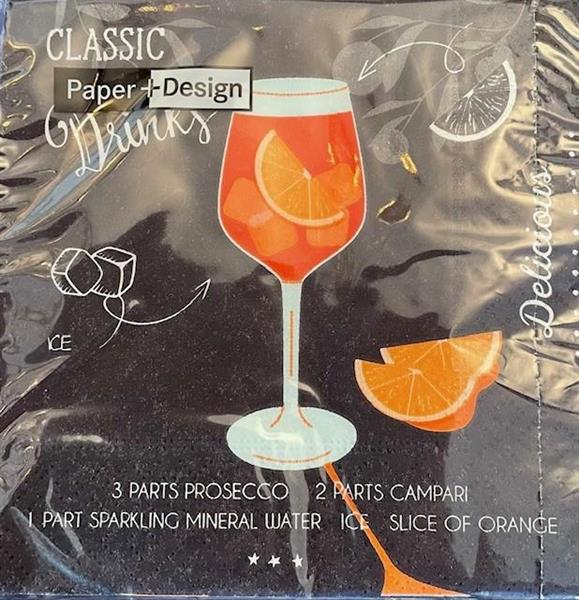 CLASSIC
Paper+Design
Drinks
Delicious
ICE
3 PARTS PROSECCO 2 PARTS CAMPARI
1 PART SPARKLING MINERAL WATER ICE SLICE OF ORANGE